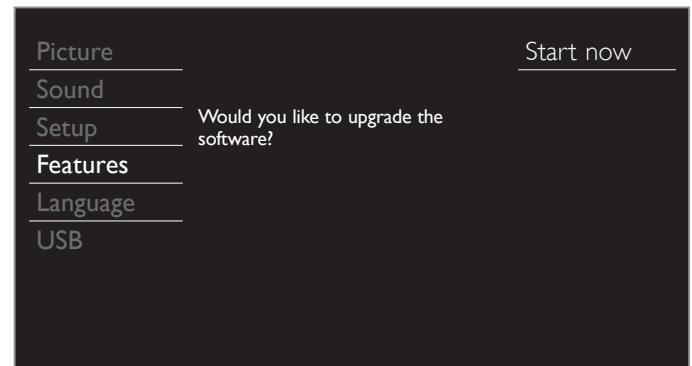 Picture
Sound
Setup
Features
Language
USB
Would you like to upgrade the
software?
Start now